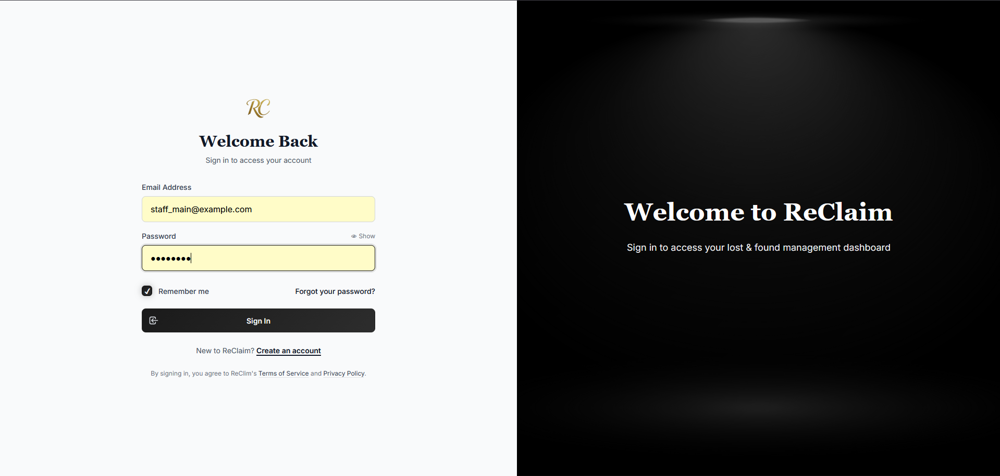 RC
Welcome Back
Sign in to access your account
Email Address
staff_main@example.com
Password Show
••••••••
Remember me Forgot your password?
Sign In
New to ReClaim? Create an account
By signing in, you agree to ReClim's Terms of Service and Privacy Policy.
Welcome to ReClaim
Sign in to access your lost & found management dashboard